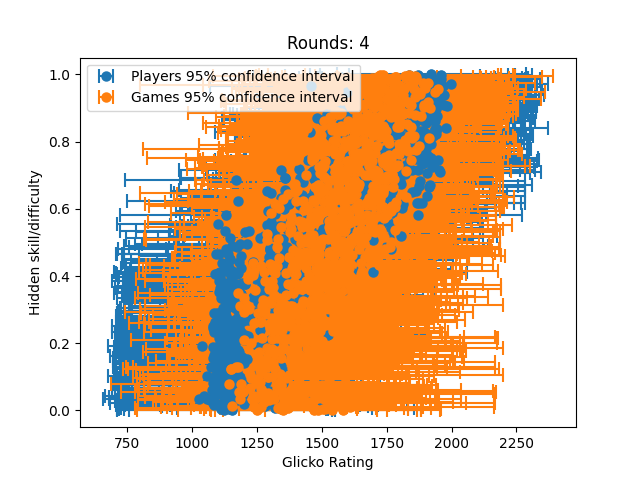 Rounds: 4
Players 95% confidence interval
Games 95% confidence interval
1.0
0.8
0.6
0.4
0.2
0.0
Hidden skill/difficulty
750 1000 1250 1500 1750 2000 2250
Glicko Rating